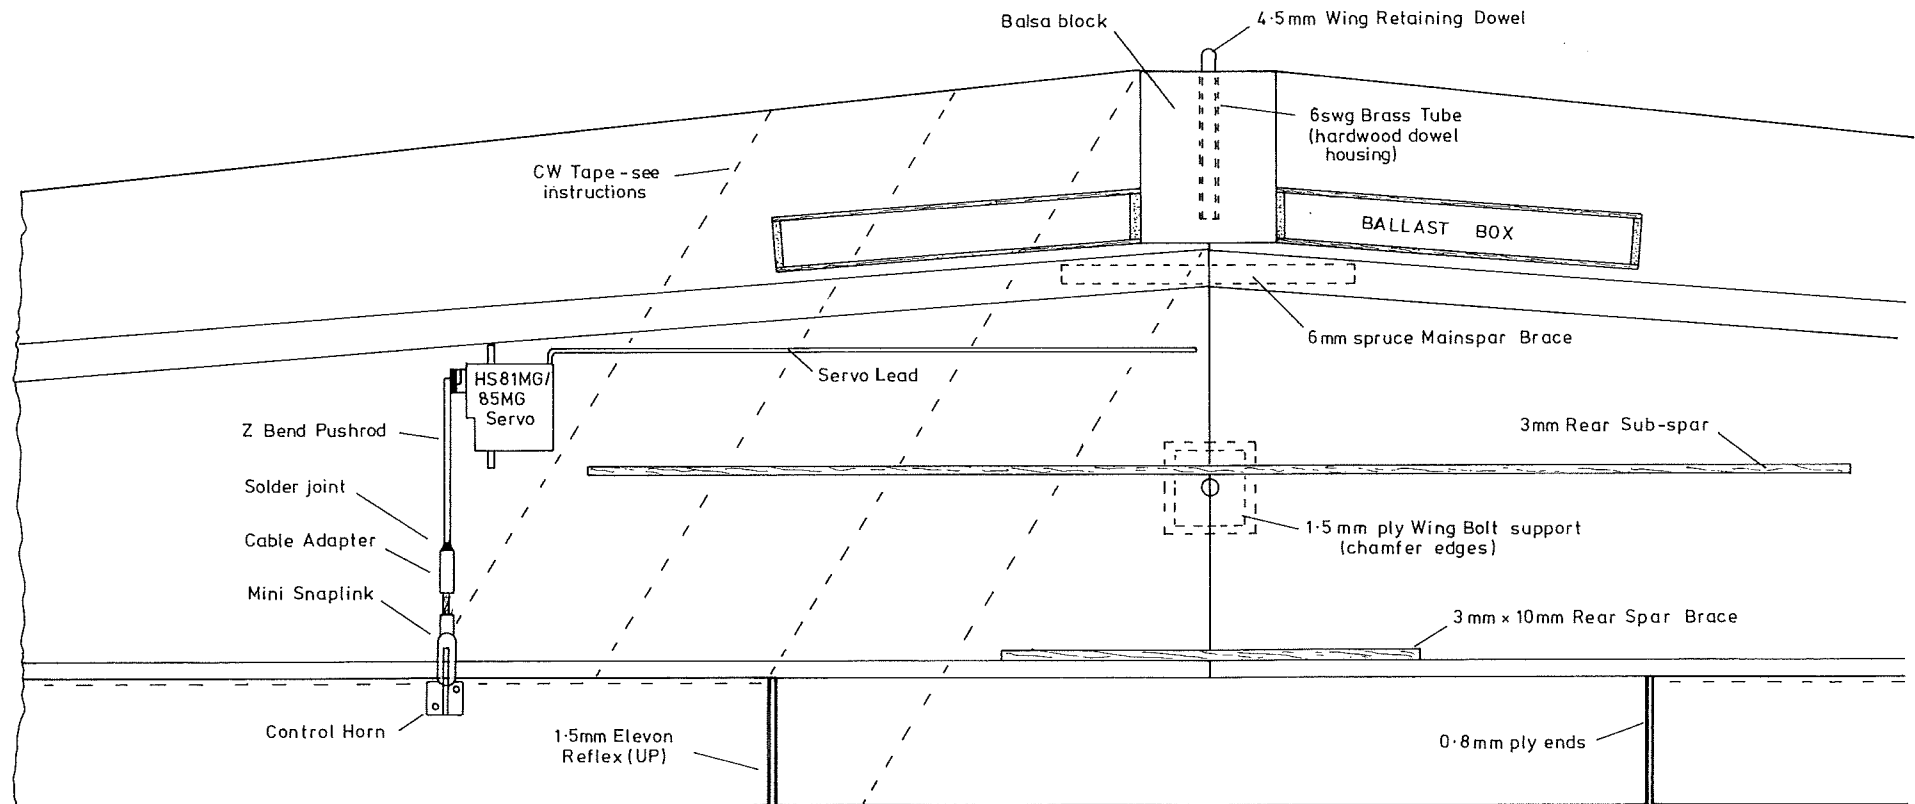 Balsa block
4·5mm Wing Retaining Dowel
6swg Brass Tube
(hardwood dowel
housing)
CW Tape - see
instructions
BALLAST BOX
6mm spruce Mainspar Brace
Servo Lead
HS81MG/
85MG
Servo
Z Bend Pushrod
3mm Rear Sub-spar
Solder joint
Cable Adapter
1·5mm ply Wing Bolt support
(chamfer edges)
Mini Snaplink
3mm × 10mm Rear Spar Brace
Control Horn
1·5mm Elevon
Reflex (UP)
0·8mm ply ends